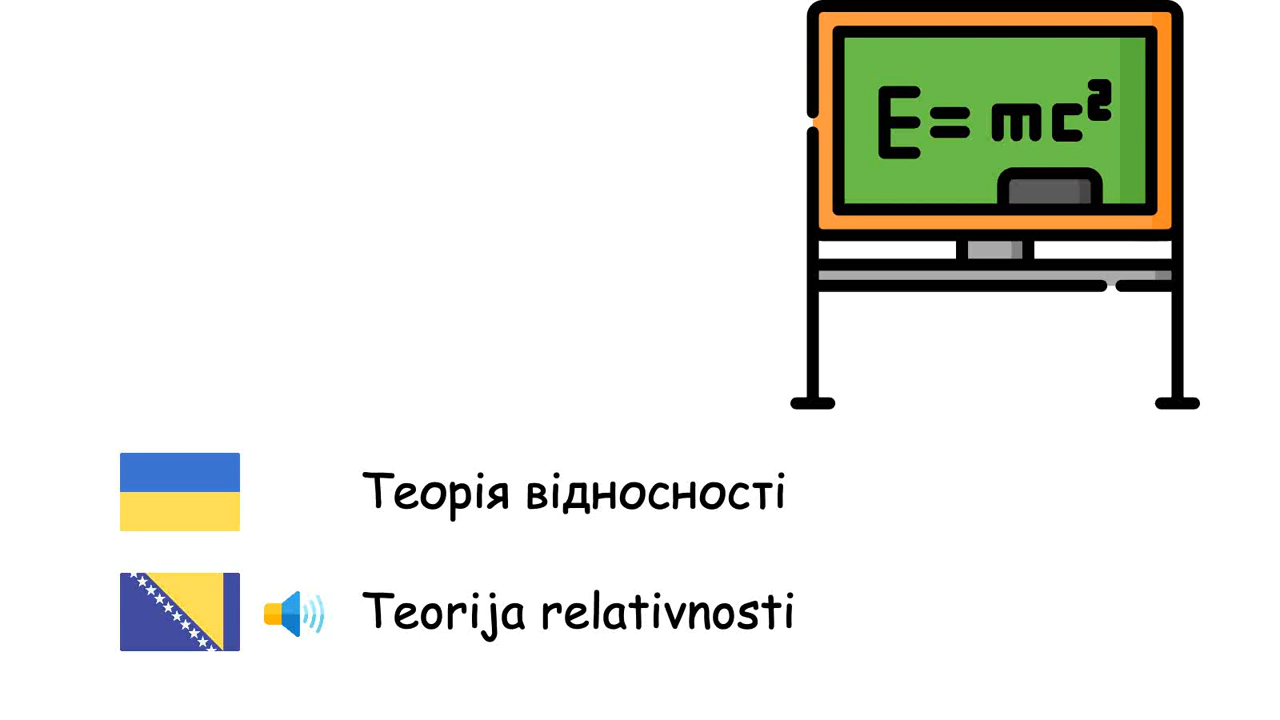 E = mc²
Теорія відносності
Teorija relativnosti